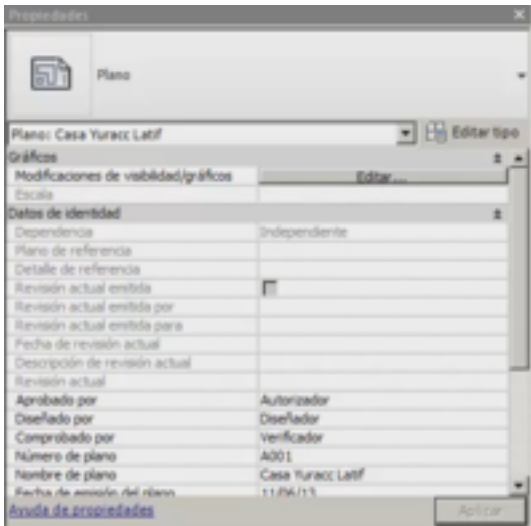 Propiedades
Plano
Plano: Casa Yuracc Latif
Editar tipo
Gráficos
Modificaciones de visibilidad/gráficos Editar...
Escala
Datos de identidad
Dependencia Independiente
Plano de referencia
Detalle de referencia
Revisión actual emitida
Revisión actual emitida por
Revisión actual emitida para
Fecha de revisión actual
Descripción de revisión actual
Revisión actual
Aprobado por Autorizador
Diseñado por Diseñador
Comprobado por Verificador
Número de plano A001
Nombre de plano Casa Yuracc Latif
Fecha de emisión del plano 11/06/13
Ayuda de propiedades Aplicar